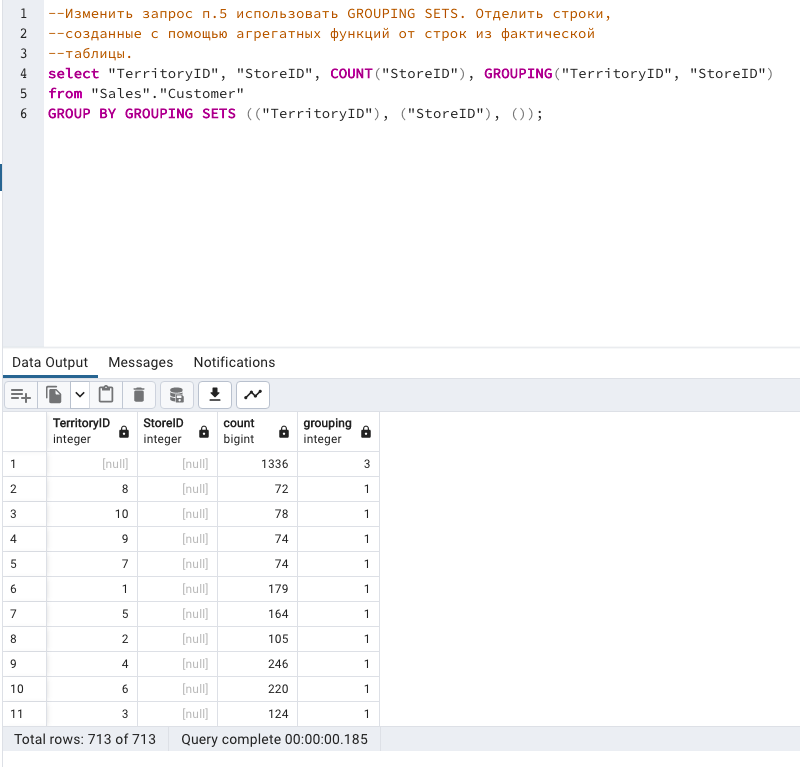 1 --Изменить запрос п.5 использовать GROUPING SETS. Отделить строки,
2 --созданные с помощью агрегатных функций от строк из фактической
3 --таблицы.
4 select "TerritoryID", "StoreID", COUNT("StoreID"), GROUPING("TerritoryID", "StoreID")
5 from "Sales"."Customer"
6 GROUP BY GROUPING SETS (("TerritoryID"), ("StoreID"), ());
Data Output Messages Notifications
TerritoryID StoreID count grouping
integer integer bigint integer
1 [null] [null] 1336 3
2 8 [null] 72 1
3 10 [null] 78 1
4 9 [null] 74 1
5 7 [null] 74 1
6 1 [null] 179 1
7 5 [null] 164 1
8 2 [null] 105 1
9 4 [null] 246 1
10 6 [null] 220 1
11 3 [null] 124 1
Total rows: 713 of 713 Query complete 00:00:00.185